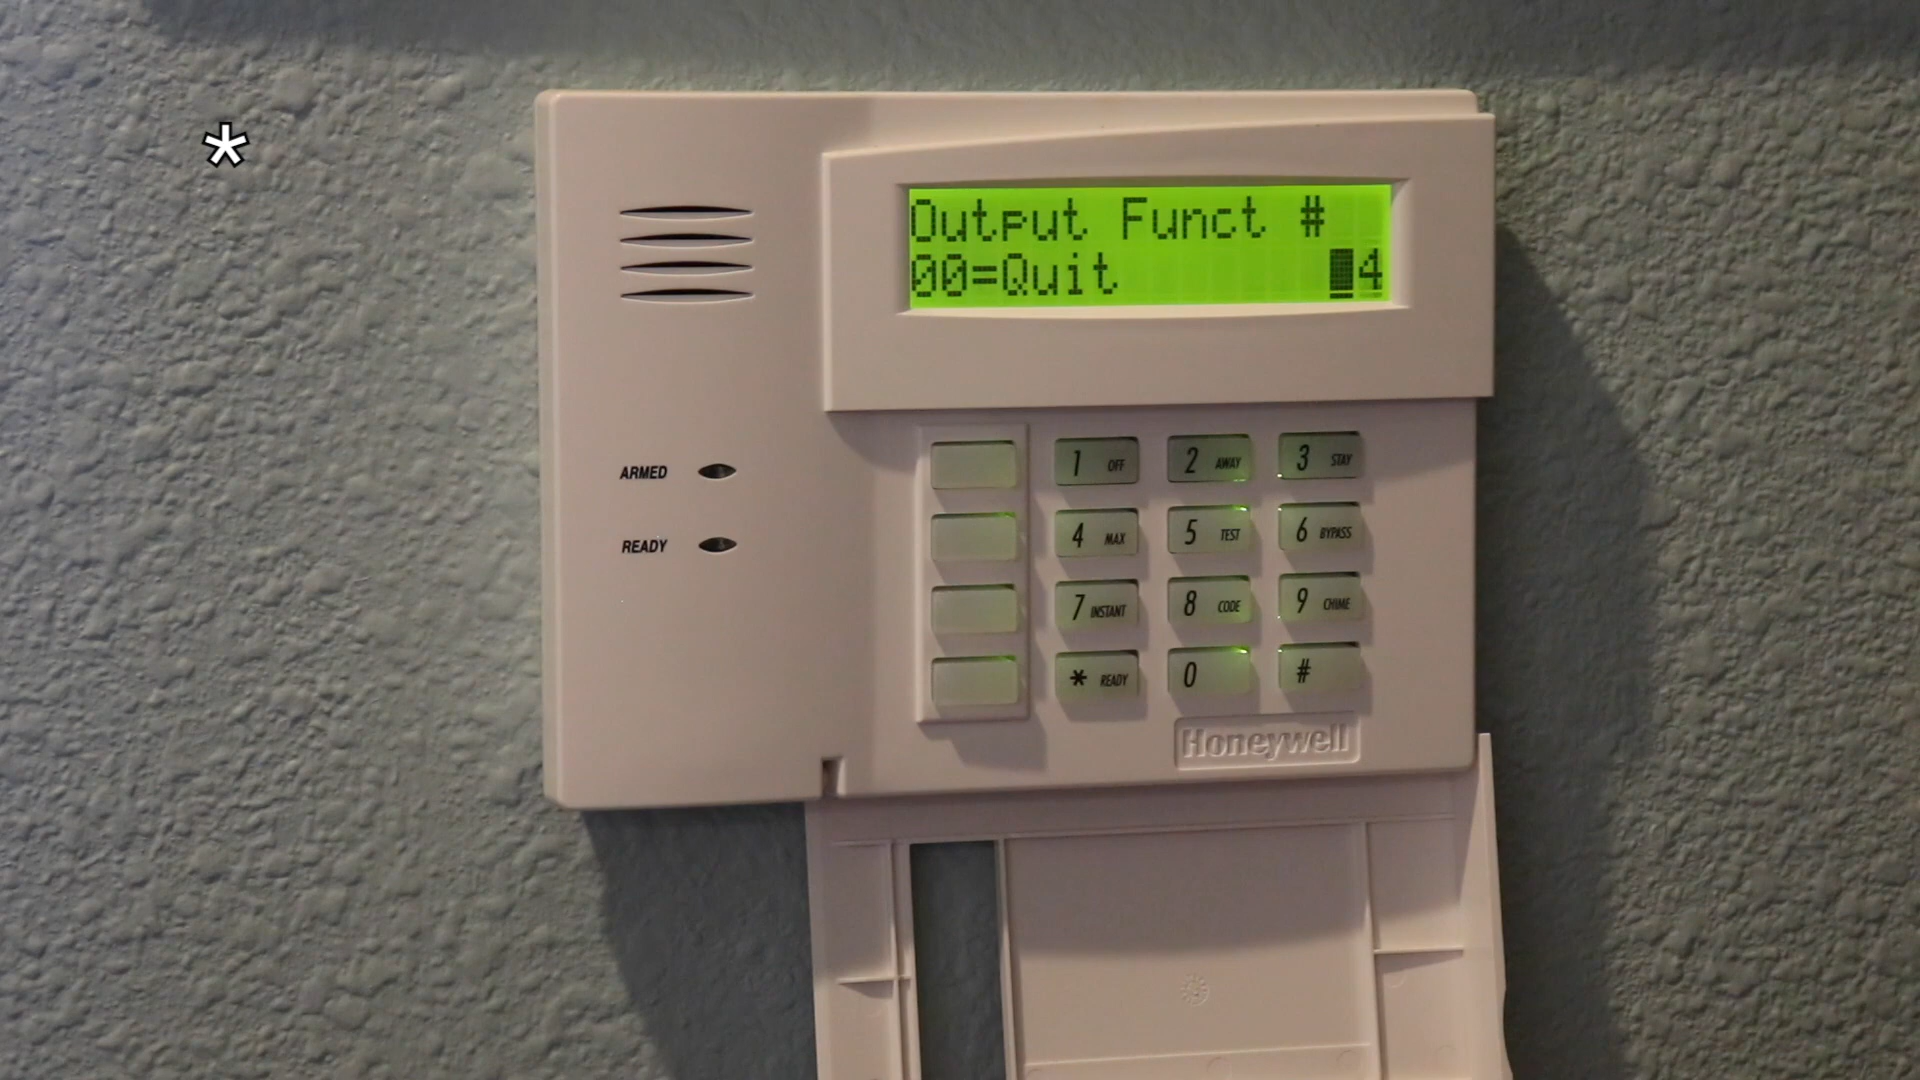 *
Output Funct #
00=Quit 4
ARMED
READY
1 OFF 2 AWAY 3 STAY
4 MAX 5 TEST 6 BYPASS
7 INSTANT 8 CODE 9 CHIME
* READY 0 #
Honeywell